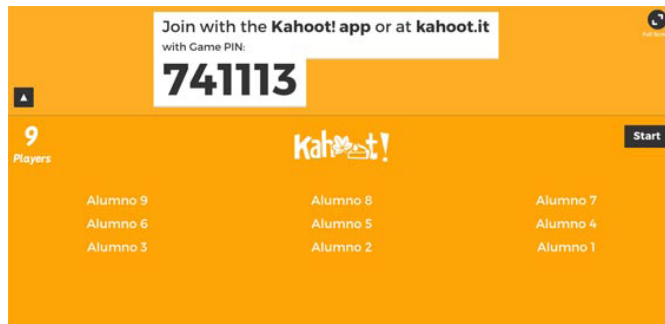 Join with the Kahoot! app or at kahoot.it
with Game PIN:
741113
9
Players
Kahoot!
Start
Alumno 9 Alumno 8 Alumno 7
Alumno 6 Alumno 5 Alumno 4
Alumno 3 Alumno 2 Alumno 1